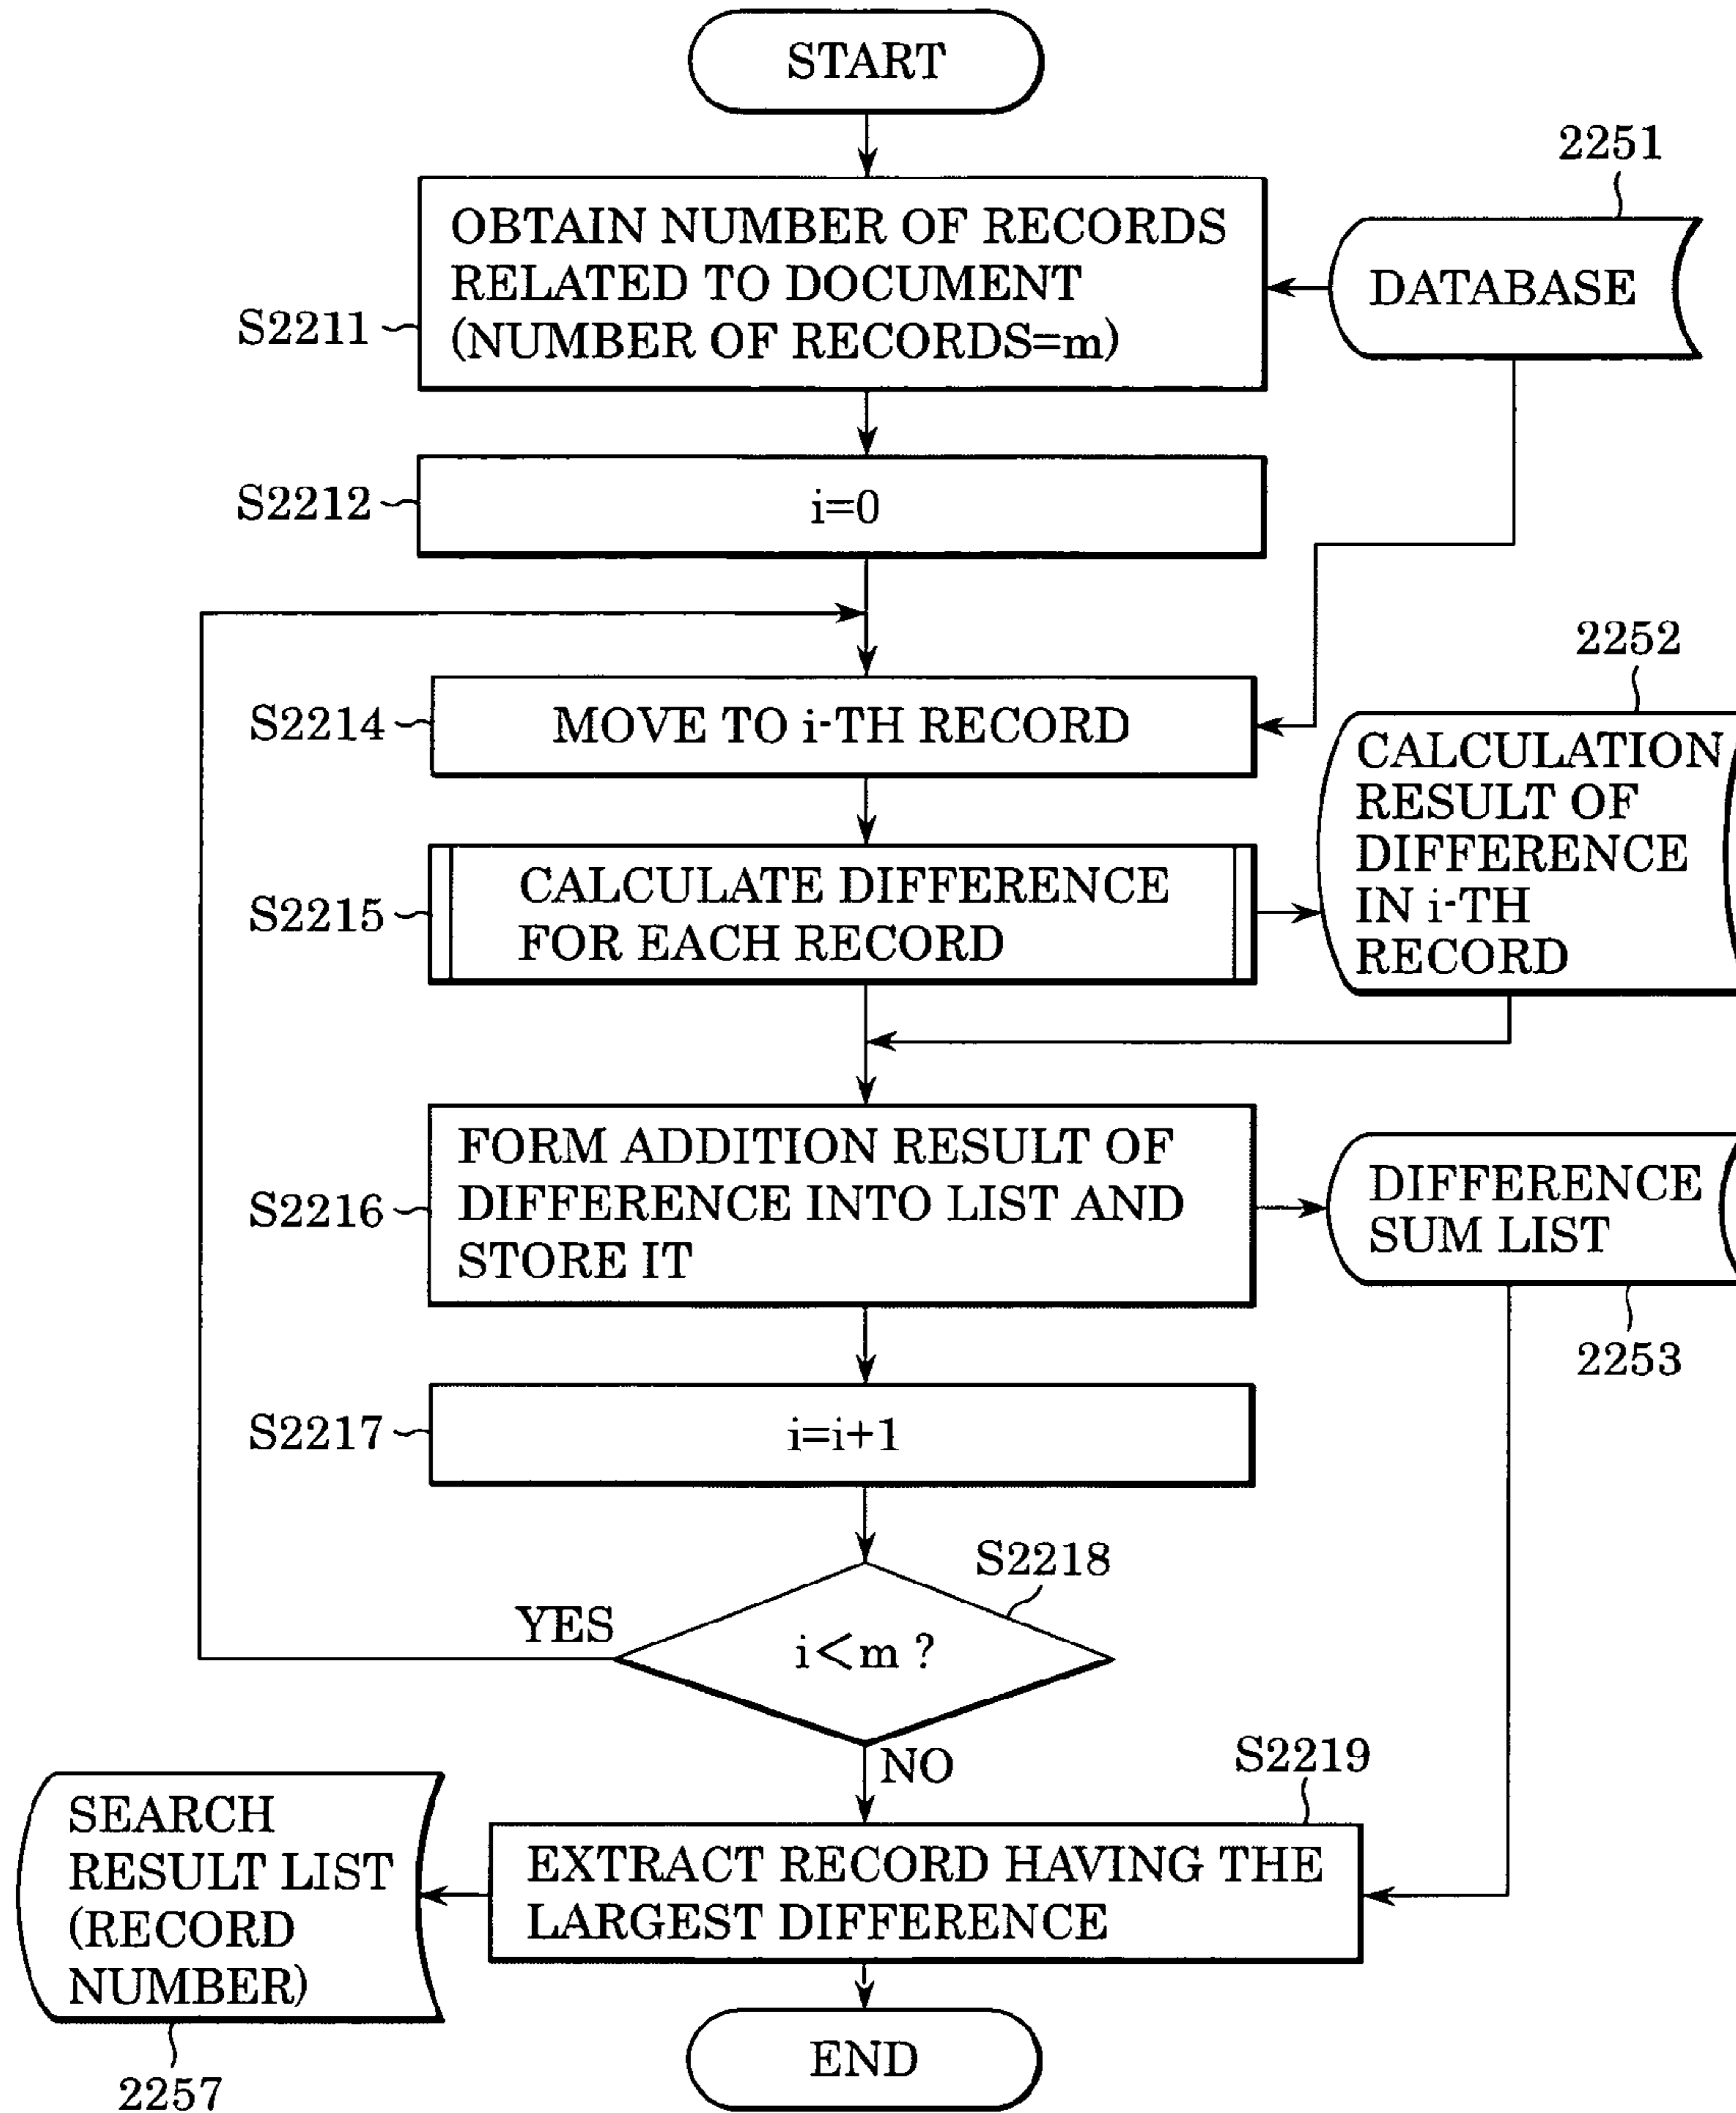 START
2251
OBTAIN NUMBER OF RECORDS
RELATED TO DOCUMENT
(NUMBER OF RECORDS=m)
S2211
DATABASE
S2212
i=0
2252
S2214
MOVE TO i-TH RECORD
CALCULATION
RESULT OF
DIFFERENCE
IN i-TH
RECORD
S2215
CALCULATE DIFFERENCE
FOR EACH RECORD
S2216
FORM ADDITION RESULT OF
DIFFERENCE INTO LIST AND
STORE IT
DIFFERENCE
SUM LIST
2253
S2217
i=i+1
S2218
YES
i<m ?
NO
S2219
SEARCH
RESULT LIST
(RECORD
NUMBER)
EXTRACT RECORD HAVING THE
LARGEST DIFFERENCE
END
2257